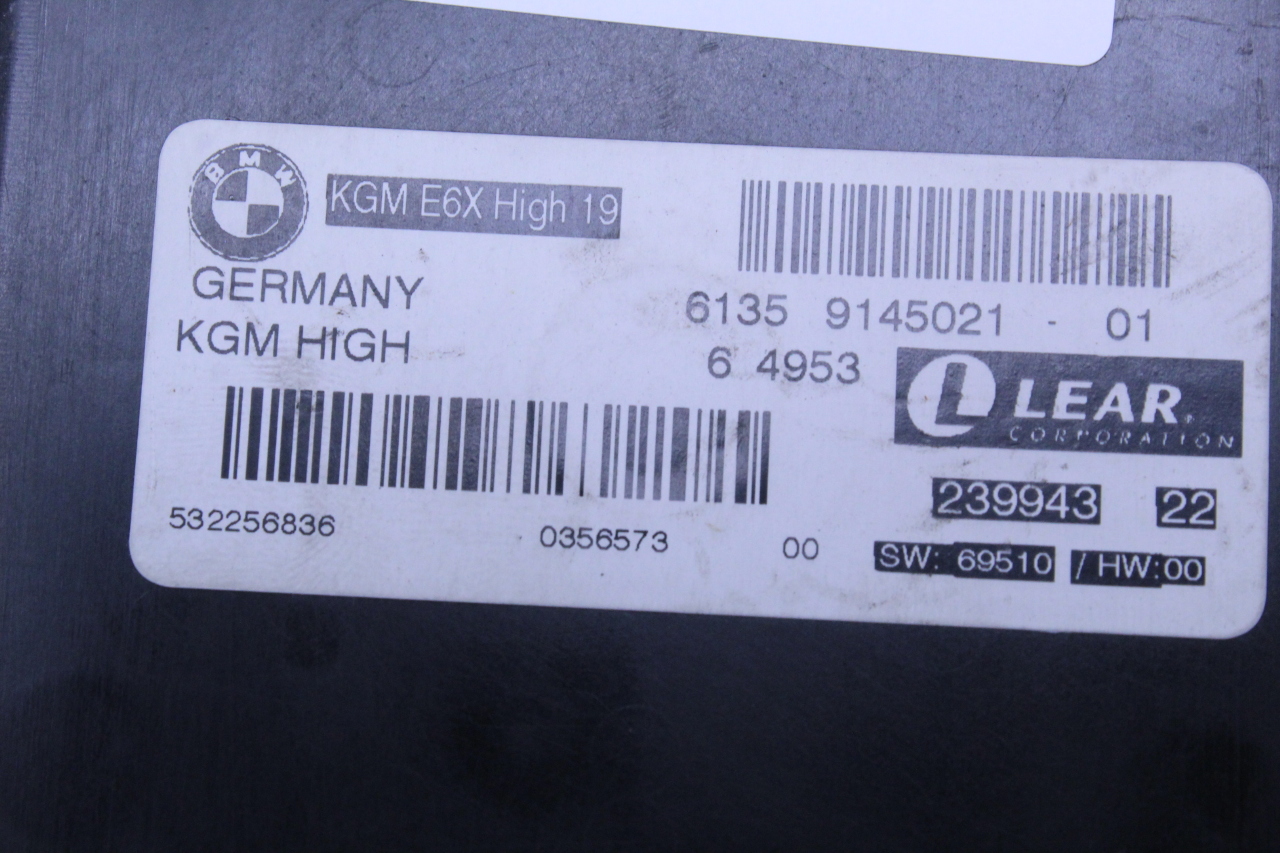 BMW
KGM E6X High 19
GERMANY
KGM HIGH
6135 9145021 - 01
6 4953
L LEAR.
CORPORATION
532256836 0356573 00
239943 22
SW: 69510 / HW:00